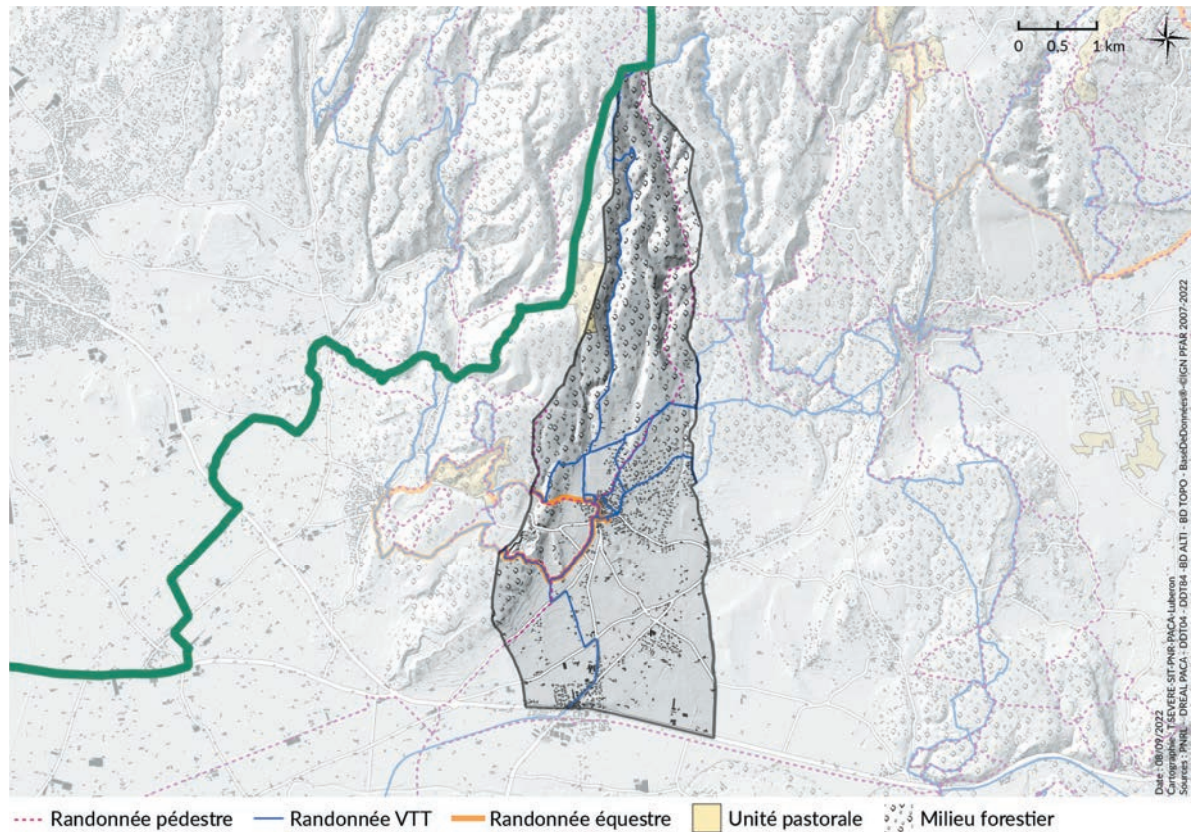 0 0,5 1 km
Date : 08/09/2022
Cartographie : T.SEVERE-SIT-PNR-PACA-Luberon
Sources : PNRL - DREAL PACA - DDT04 - DDT84 -BD ALTI - BD TOPO - BaseDeDonnées® ©IGN PFAR 2007-2022
Randonnée pédestre Randonnée VTT Randonnée équestre Unité pastorale Milieu forestier